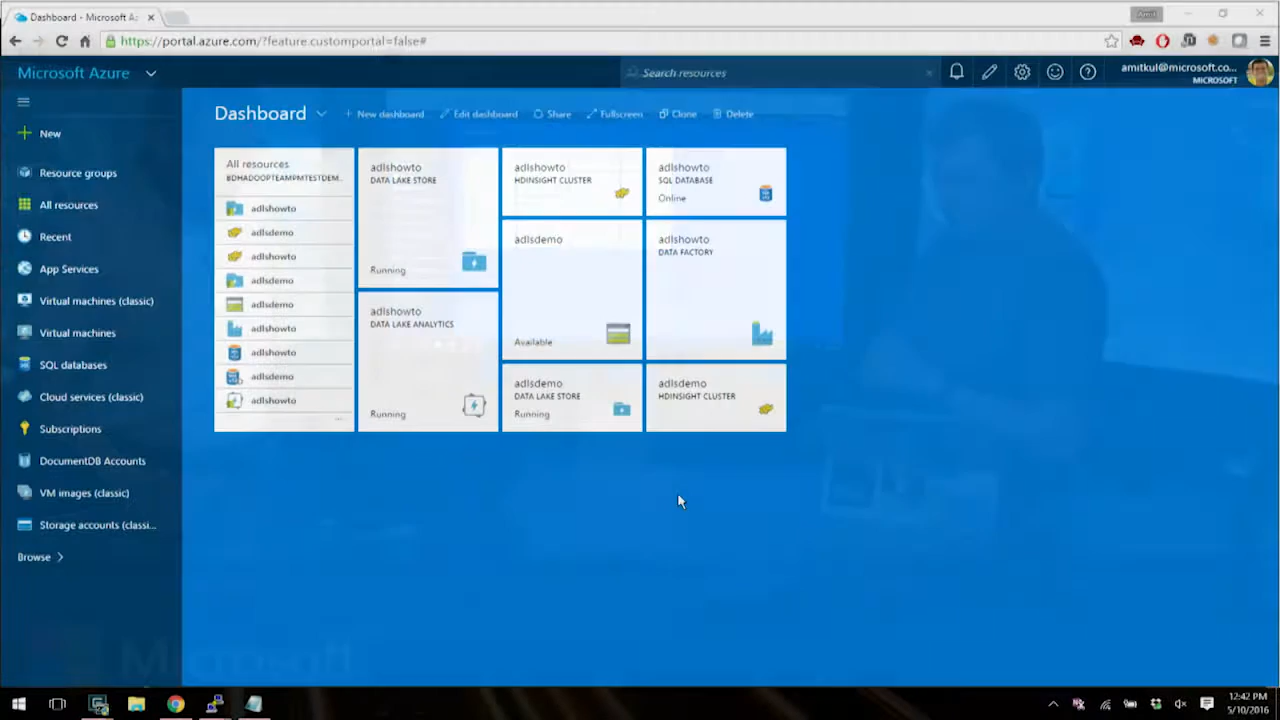 Dashboard - Microsoft A:
Amit
https://portal.azure.com/?feature.customportal=false#
Microsoft Azure
Search resources
amitkul@microsoft.co...
MICROSOFT
Dashboard
New dashboard
Edit dashboard
Share
Fullscreen
Clone
Delete
New
Resource groups
All resources
Recent
App Services
Virtual machines (classic)
Virtual machines
SQL databases
Cloud services (classic)
Subscriptions
DocumentDB Accounts
VM images (classic)
Storage accounts (classi...
Browse
All resources
BDHADOOPTEAMPMTESTDEM...
adlshowto
adlsdemo
adlshowto
adlsdemo
adlsdemo
adlshowto
adlshowto
adlsdemo
adlshowto
adlshowto
DATA LAKE STORE
Running
adlshowto
DATA LAKE ANALYTICS
Running
adlshowto
HDINSIGHT CLUSTER
adlsdemo
Available
adlsdemo
DATA LAKE STORE
Running
adlshowto
SQL DATABASE
Online
adlshowto
DATA FACTORY
adlsdemo
HDINSIGHT CLUSTER
Microsoft
12:42 PM
5/10/2016